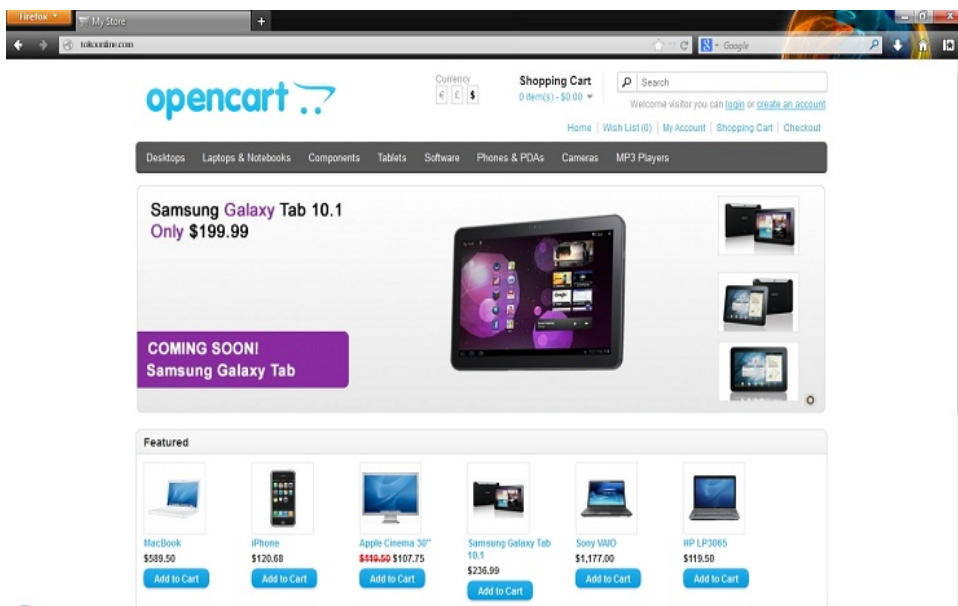 Firefox
My Store
+
tokoonline.com
Google
opencart
Currency
€ £ $
Shopping Cart
0 item(s) - $0.00
Search
Welcome visitor you can login or create an account
Home | Wish List (0) | My Account | Shopping Cart | Checkout
Desktops Laptops & Notebooks Components Tablets Software Phones & PDAs Cameras MP3 Players
Samsung Galaxy Tab 10.1
Only $199.99
COMING SOON!
Samsung Galaxy Tab
Featured
MacBook
$589.50
Add to Cart
iPhone
$120.68
Add to Cart
Apple Cinema 30"
$119.50 $107.75
Add to Cart
Samsung Galaxy Tab
10.1
$236.99
Add to Cart
Sony VAIO
$1,177.00
Add to Cart
HP LP3065
$119.50
Add to Cart